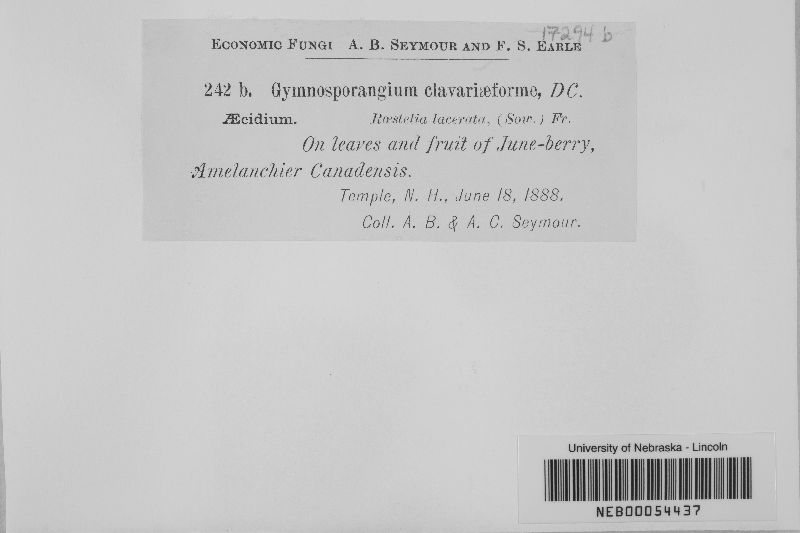 17294 b
ECONOMIC FUNGI A. B. SEYMOUR AND F. S. EARLE
242 b. Gymnosporangium clavariæforme, DC.
Æcidium. Rœstelia lacerata, (Sow.) Fr.
On leaves and fruit of June-berry,
Amelanchier Canadensis.
Temple, N. H., June 18, 1888.
Coll. A. B. & A. C. Seymour.
University of Nebraska - Lincoln
NEB00054437